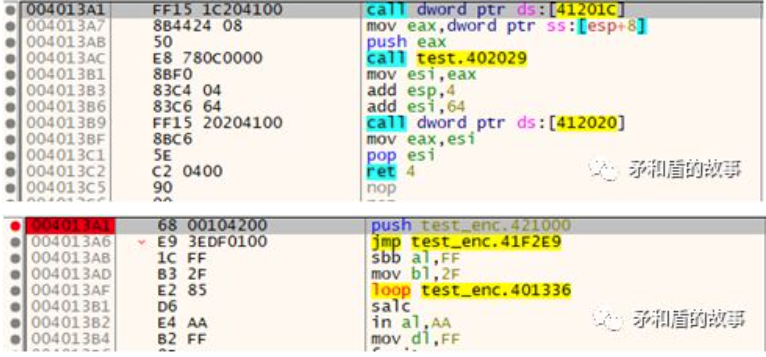 004013A1 FF15 1C204100 call dword ptr ds:[41201C]
004013A7 8B4424 08 mov eax,dword ptr ss:[esp+8]
004013AB 50 push eax
004013AC E8 780C0000 call test.402029
004013B1 8BF0 mov esi,eax
004013B3 83C4 04 add esp,4
004013B6 83C6 64 add esi,64
004013B9 FF15 20204100 call dword ptr ds:[412020]
004013BF 8BC6 mov eax,esi
004013C1 5E pop esi
004013C2 C2 0400 ret 4
004013C5 90 nop
矛和盾的故事
004013A1 68 00104200 push test_enc.421000
004013A6 E9 3EDF0100 jmp test_enc.41F2E9
004013AB 1C FF sbb al,FF
004013AD B3 2F mov bl,2F
004013AF E2 85 loop test_enc.401336
004013B1 D6 salc
004013B2 E4 AA in al,AA
004013B4 B2 FF mov dl,FF
矛和盾的故事